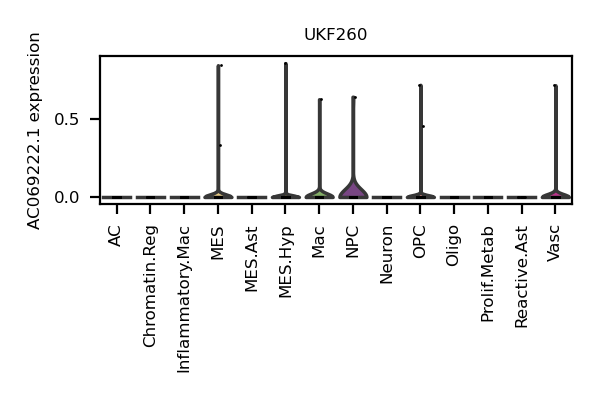 UKF260
AC069222.1 expression
0.5
0.0
AC
Chromatin.Reg
Inflammatory.Mac
MES
MES.Ast
MES.Hyp
Mac
NPC
Neuron
OPC
Oligo
Prolif.Metab
Reactive.Ast
Vasc